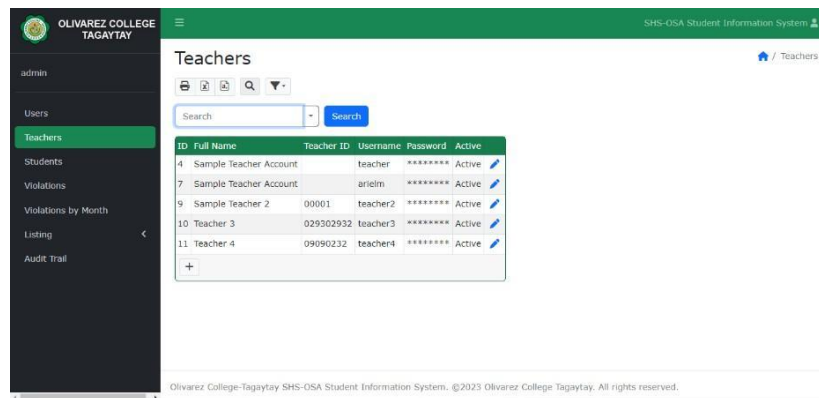 OLIVAREZ COLLEGE
TAGAYTAY
SHS-OSA Student Information System
admin
Users
Teachers
Students
Violations
Violations by Month
Listing
Audit Trail
Teachers
/ Teachers
Search
Search
ID Full Name Teacher ID Username Password Active
4 Sample Teacher Account teacher ******** Active
7 Sample Teacher Account arielm ******** Active
9 Sample Teacher 2 00001 teacher2 ******** Active
10 Teacher 3 029302932 teacher3 ******** Active
11 Teacher 4 09090232 teacher4 ******** Active
+
Olivarez College-Tagaytay SHS-OSA Student Information System. ©2023 Olivarez College Tagaytay. All rights reserved.